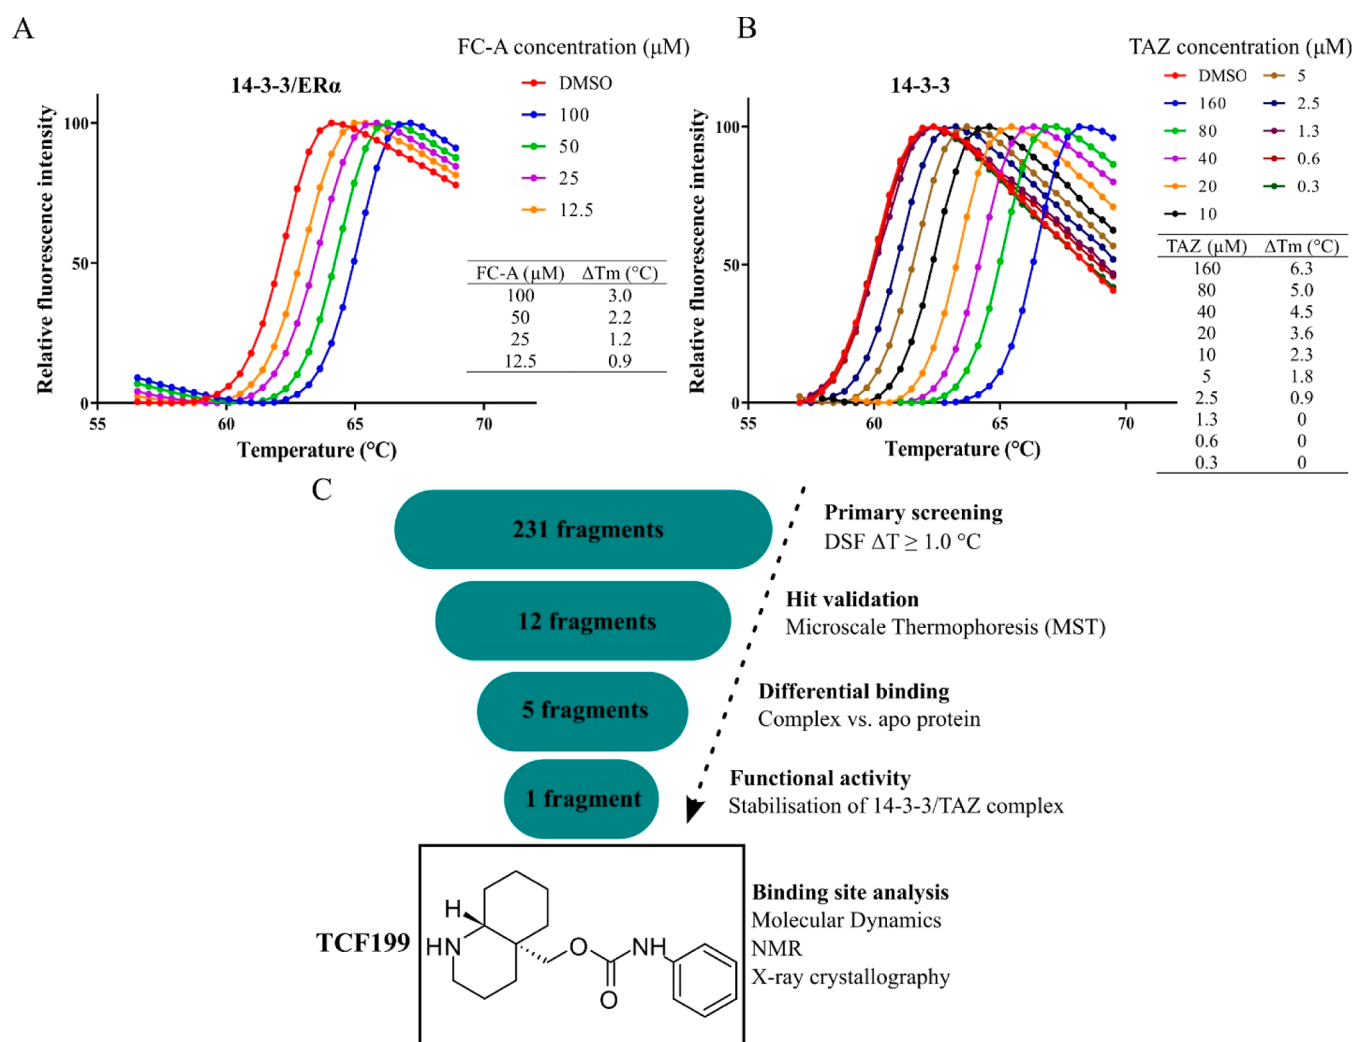 A
FC-A concentration (μM)
14-3-3/ERα
DMSO
100
50
25
12.5
Relative fluorescence intensity
100
50
0
55
60
65
70
Temperature (°C)
FC-A (μM) ΔTm (°C)
100 3.0
50 2.2
25 1.2
12.5 0.9
B
TAZ concentration (μM)
14-3-3
DMSO 5
160 2.5
80 1.3
40 0.6
20 0.3
10
Relative fluorescence intensity
100
50
0
55
60
65
70
Temperature (°C)
TAZ (μM) ΔTm (°C)
160 6.3
80 5.0
40 4.5
20 3.6
10 2.3
5 1.8
2.5 0.9
1.3 0
0.6 0
0.3 0
C
231 fragments
Primary screening
DSF ΔT ≥ 1.0 °C
12 fragments
Hit validation
Microscale Thermophoresis (MST)
5 fragments
Differential binding
Complex vs. apo protein
1 fragment
Functional activity
Stabilisation of 14-3-3/TAZ complex
TCF199
H
HN
O
NH
O
Binding site analysis
Molecular Dynamics
NMR
X-ray crystallography